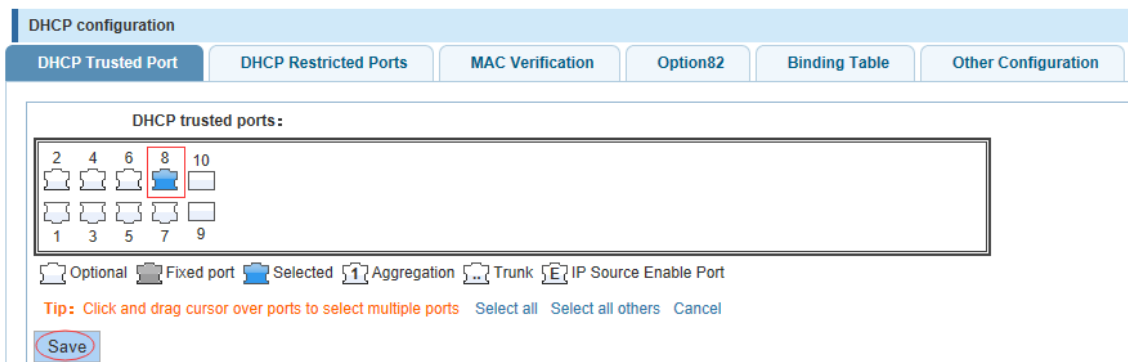 DHCP configuration
DHCP Trusted Port DHCP Restricted Ports MAC Verification Option82 Binding Table Other Configuration
DHCP trusted ports:
2 4 6 8 10
1 3 5 7 9
Optional Fixed port Selected 1 Aggregation .. Trunk E IP Source Enable Port
Tip: Click and drag cursor over ports to select multiple ports Select all Select all others Cancel
Save